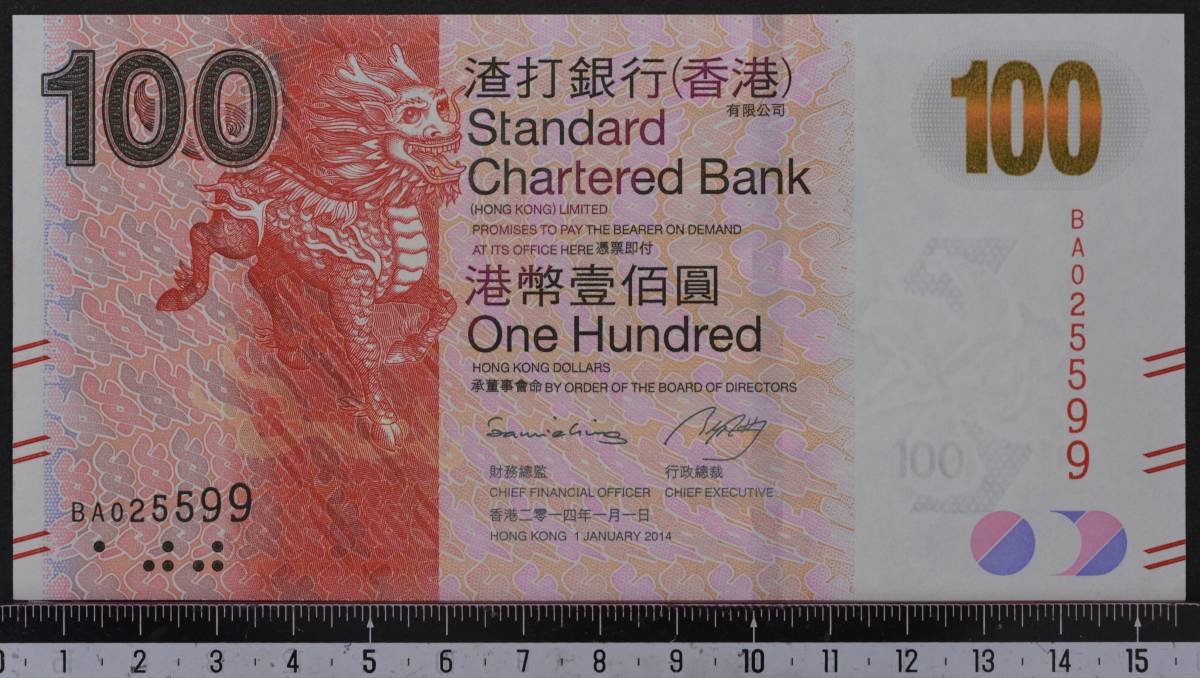 100
渣打銀行(香港)
有限公司
Standard
Chartered Bank
(HONG KONG) LIMITED
PROMISES TO PAY THE BEARER ON DEMAND
AT ITS OFFICE HERE 憑票即付
港幣壹佰圓
One Hundred
HONG KONG DOLLARS
承董事會命 BY ORDER OF THE BOARD OF DIRECTORS
財務總監 行政總裁
CHIEF FINANCIAL OFFICER CHIEF EXECUTIVE
香港二零一四年一月一日
HONG KONG 1 JANUARY 2014
BA025599
100
BA025599
100
0 1 2 3 4 5 6 7 8 9 10 11 12 13 14 15